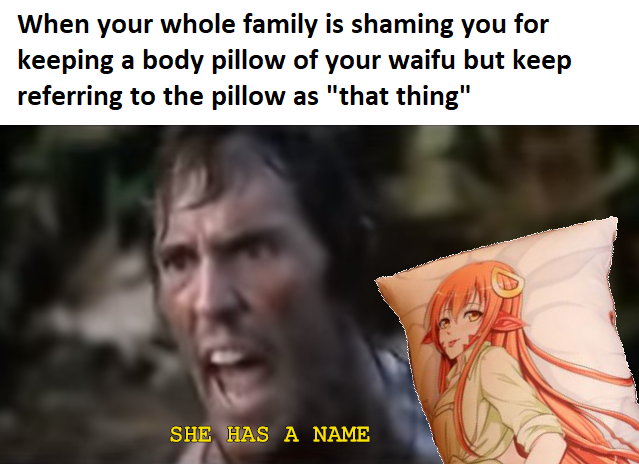 When your whole family is shaming you for
keeping a body pillow of your waifu but keep
referring to the pillow as "that thing"
SHE HAS A NAME